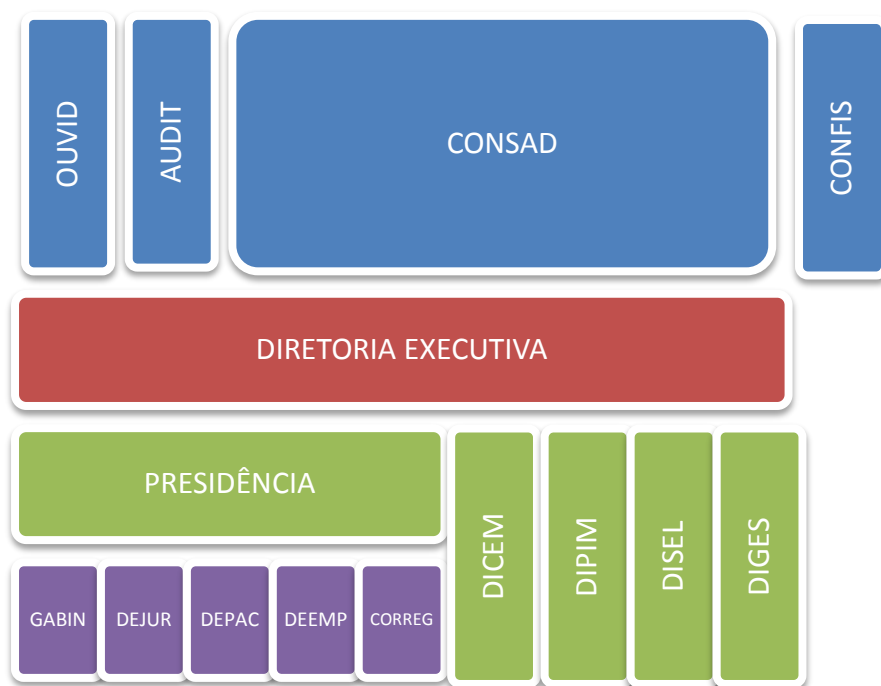 OUVID
AUDIT
CONSAD
CONFIS
DIRETORIA EXECUTIVA
PRESIDÊNCIA
DICEM
DIPIM
DISEL
DIGES
GABIN
DEJUR
DEPAC
DEEMP
CORREG